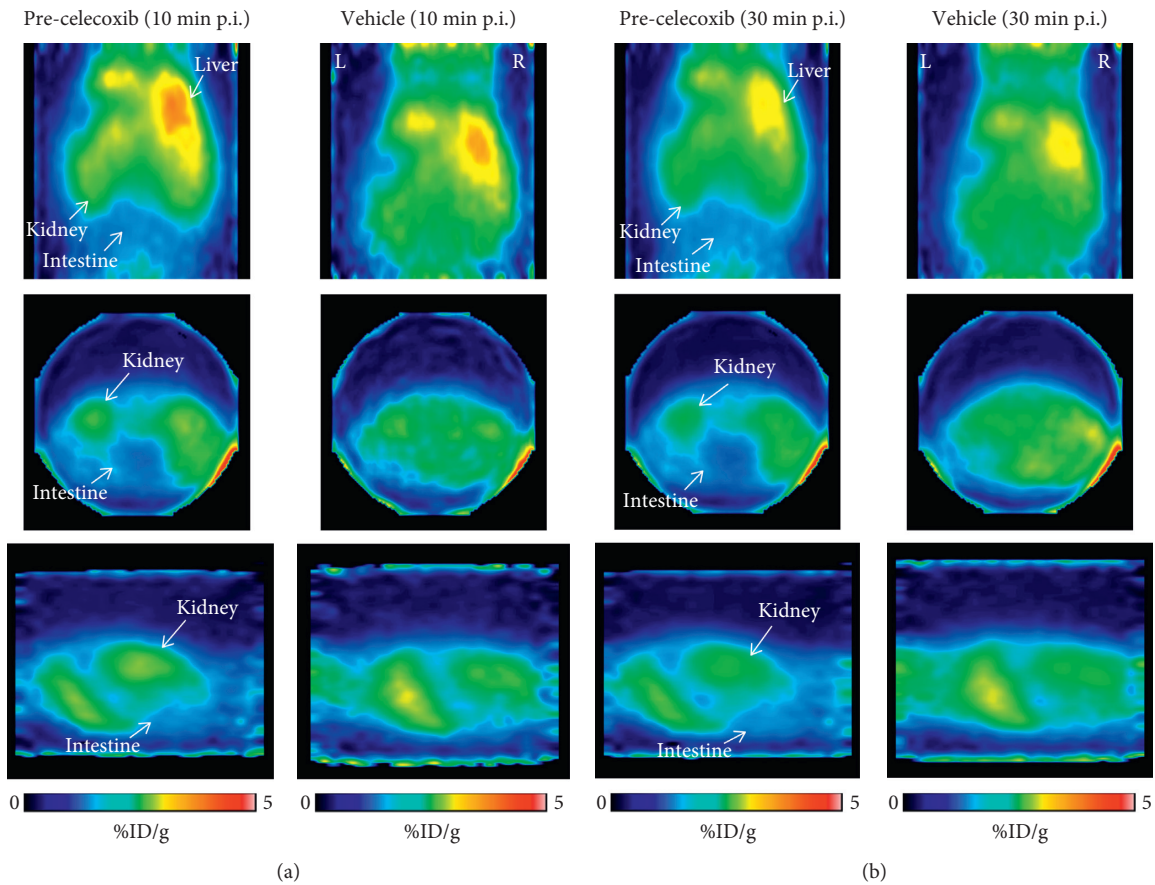 Pre-celecoxib (10 min p.i.)
Vehicle (10 min p.i.)
Pre-celecoxib (30 min p.i.)
Vehicle (30 min p.i.)
Liver
Kidney
Intestine
L R
Liver
Kidney
Intestine
L R
Kidney
Intestine
Kidney
Intestine
Kidney
Intestine
Kidney
Intestine
0 5
%ID/g
0 5
%ID/g
0 5
%ID/g
0 5
%ID/g
(a)
(b)